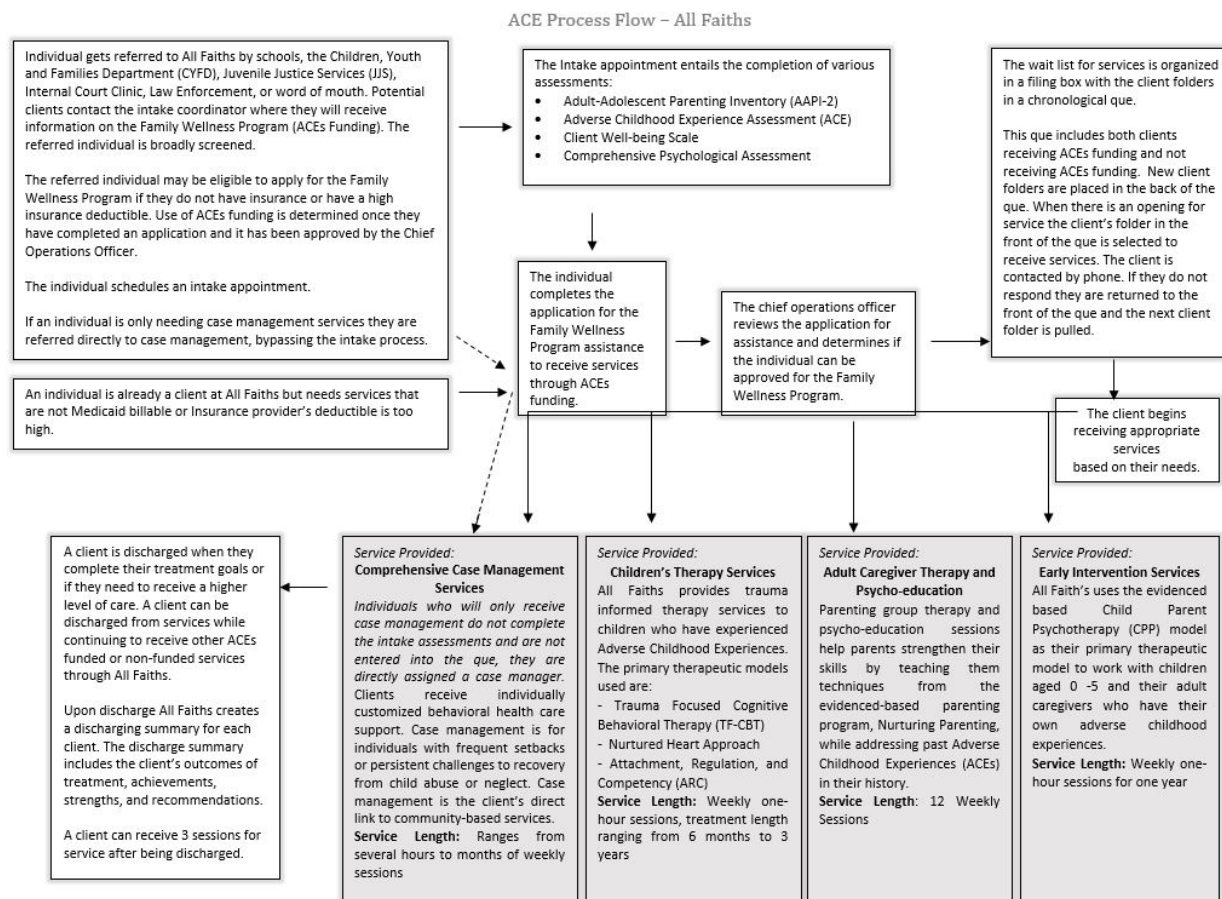 ACE Process Flow – All Faiths
Individual gets referred to All Faiths by schools, the Children, Youth
and Families Department (CYFD), Juvenile Justice Services (JJS),
Internal Court Clinic, Law Enforcement, or word of mouth. Potential
clients contact the intake coordinator where they will receive
information on the Family Wellness Program (ACEs Funding). The
referred individual is broadly screened.
The referred individual may be eligible to apply for the Family
Wellness Program if they do not have insurance or have a high
insurance deductible. Use of ACEs funding is determined once they
have completed an application and it has been approved by the Chief
Operations Officer.
The individual schedules an intake appointment.
If an individual is only needing case management services they are
referred directly to case management, bypassing the intake process.
An individual is already a client at All Faiths but needs services that
are not Medicaid billable or Insurance provider's deductible is too
high.
The Intake appointment entails the completion of various
assessments:
• Adult-Adolescent Parenting Inventory (AAPI-2)
• Adverse Childhood Experience Assessment (ACE)
• Client Well-being Scale
• Comprehensive Psychological Assessment
The individual
completes the
application for the
Family Wellness
Program assistance
to receive services
through ACEs
funding.
The chief operations officer
reviews the application for
assistance and determines if
the individual can be
approved for the Family
Wellness Program.
The wait list for services is organized
in a filing box with the client folders
in a chronological que.
This que includes both clients
receiving ACEs funding and not
receiving ACEs funding. New client
folders are placed in the back of the
que. When there is an opening for
service the client's folder in the
front of the que is selected to
receive services. The client is
contacted by phone. If they do not
respond they are returned to the
front of the que and the next client
folder is pulled.
The client begins
receiving appropriate
services
based on their needs.
A client is discharged when they
complete their treatment goals or
if they need to receive a higher
level of care. A client can be
discharged from services while
continuing to receive other ACEs
funded or non-funded services
through All Faiths.
Upon discharge All Faiths creates
a discharging summary for each
client. The discharge summary
includes the client's outcomes of
treatment, achievements,
strengths, and recommendations.
A client can receive 3 sessions for
service after being discharged.
Service Provided:
Comprehensive Case Management
Services
Individuals who will only receive
case management do not complete
the intake assessments and are not
entered into the que, they are
directly assigned a case manager.
Clients receive individually
customized behavioral health care
support. Case management is for
individuals with frequent setbacks
or persistent challenges to recovery
from child abuse or neglect. Case
management is the client's direct
link to community-based services.
Service Length: Ranges from
several hours to months of weekly
sessions
Service Provided:
Children's Therapy Services
All Faiths provides trauma
informed therapy services to
children who have experienced
Adverse Childhood Experiences.
The primary therapeutic models
used are:
- Trauma Focused Cognitive
Behavioral Therapy (TF-CBT)
- Nurtured Heart Approach
- Attachment, Regulation, and
Competency (ARC)
Service Length: Weekly one-
hour sessions, treatment length
ranging from 6 months to 3
years
Service Provided:
Adult Caregiver Therapy and
Psycho-education
Parenting group therapy and
psycho-education sessions
help parents strengthen their
skills by teaching them
techniques from the
evidenced-based parenting
program, Nurturing Parenting,
while addressing past Adverse
Childhood Experiences (ACEs)
in their history.
Service Length: 12 Weekly
Sessions
Service Provided:
Early Intervention Services
All Faith's uses the evidenced
based Child Parent
Psychotherapy (CPP) model
as their primary therapeutic
model to work with children
aged 0 -5 and their adult
caregivers who have their
own adverse childhood
experiences.
Service Length: Weekly one-
hour sessions for one year